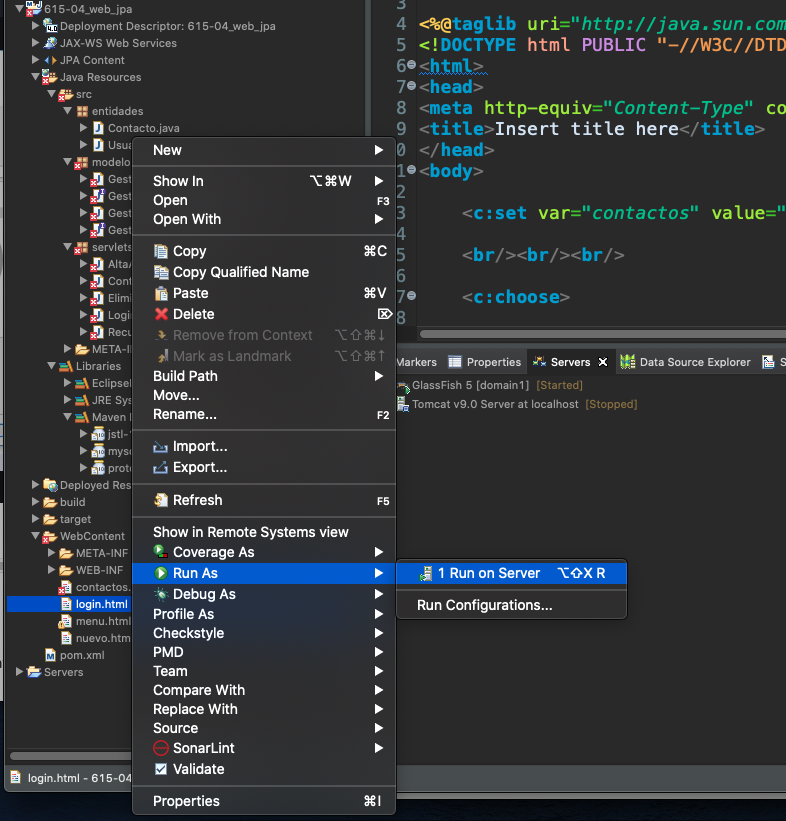 615-04_web_jpa
Deployment Descriptor: 615-04_web_jpa
JAX-WS Web Services
JPA Content
Java Resources
src
entidades
Contacto.java
Usua
modelo
Gest
Gest
Gest
Gest
servlets
Alta
Cont
Elimi
Logi
Recu
META-I
Libraries
Eclipsel
JRE Sys
Maven
jstl-
mysq
prote
Deployed Res
build
target
WebContent
META-INF
WEB-INF
contactos.
login.html
menu.html
nuevo.htm
pom.xml
Servers
login.html - 615-04
New
Show In ⌥⌘W
Open F3
Open With
Copy ⌘C
Copy Qualified Name
Paste ⌘V
Delete ⌦
Remove from Context ⌥⇧⌘↓
Mark as Landmark ⌥⇧⌘↑
Build Path
Move...
Rename... F2
Import...
Export...
Refresh F5
Show in Remote Systems view
Coverage As
Run As
Debug As
Profile As
Checkstyle
PMD
Team
Compare With
Replace With
Source
SonarLint
Validate
Properties ⌘I
1 Run on Server ⌥⇧X R
Run Configurations...
3
4 <%@taglib uri="http://java.sun.com
5 <!DOCTYPE html PUBLIC "-//W3C//DTD
6 <html>
7 <head>
8 <meta http-equiv="Content-Type" co
9 <title>Insert title here</title>
0 </head>
1 <body>
2
3 <c:set var="contactos" value="
4
5 <br/><br/><br/>
6
7 <c:choose>
8
Markers Properties Servers Data Source Explorer S
GlassFish 5 [domain1] [Started]
Tomcat v9.0 Server at localhost [Stopped]